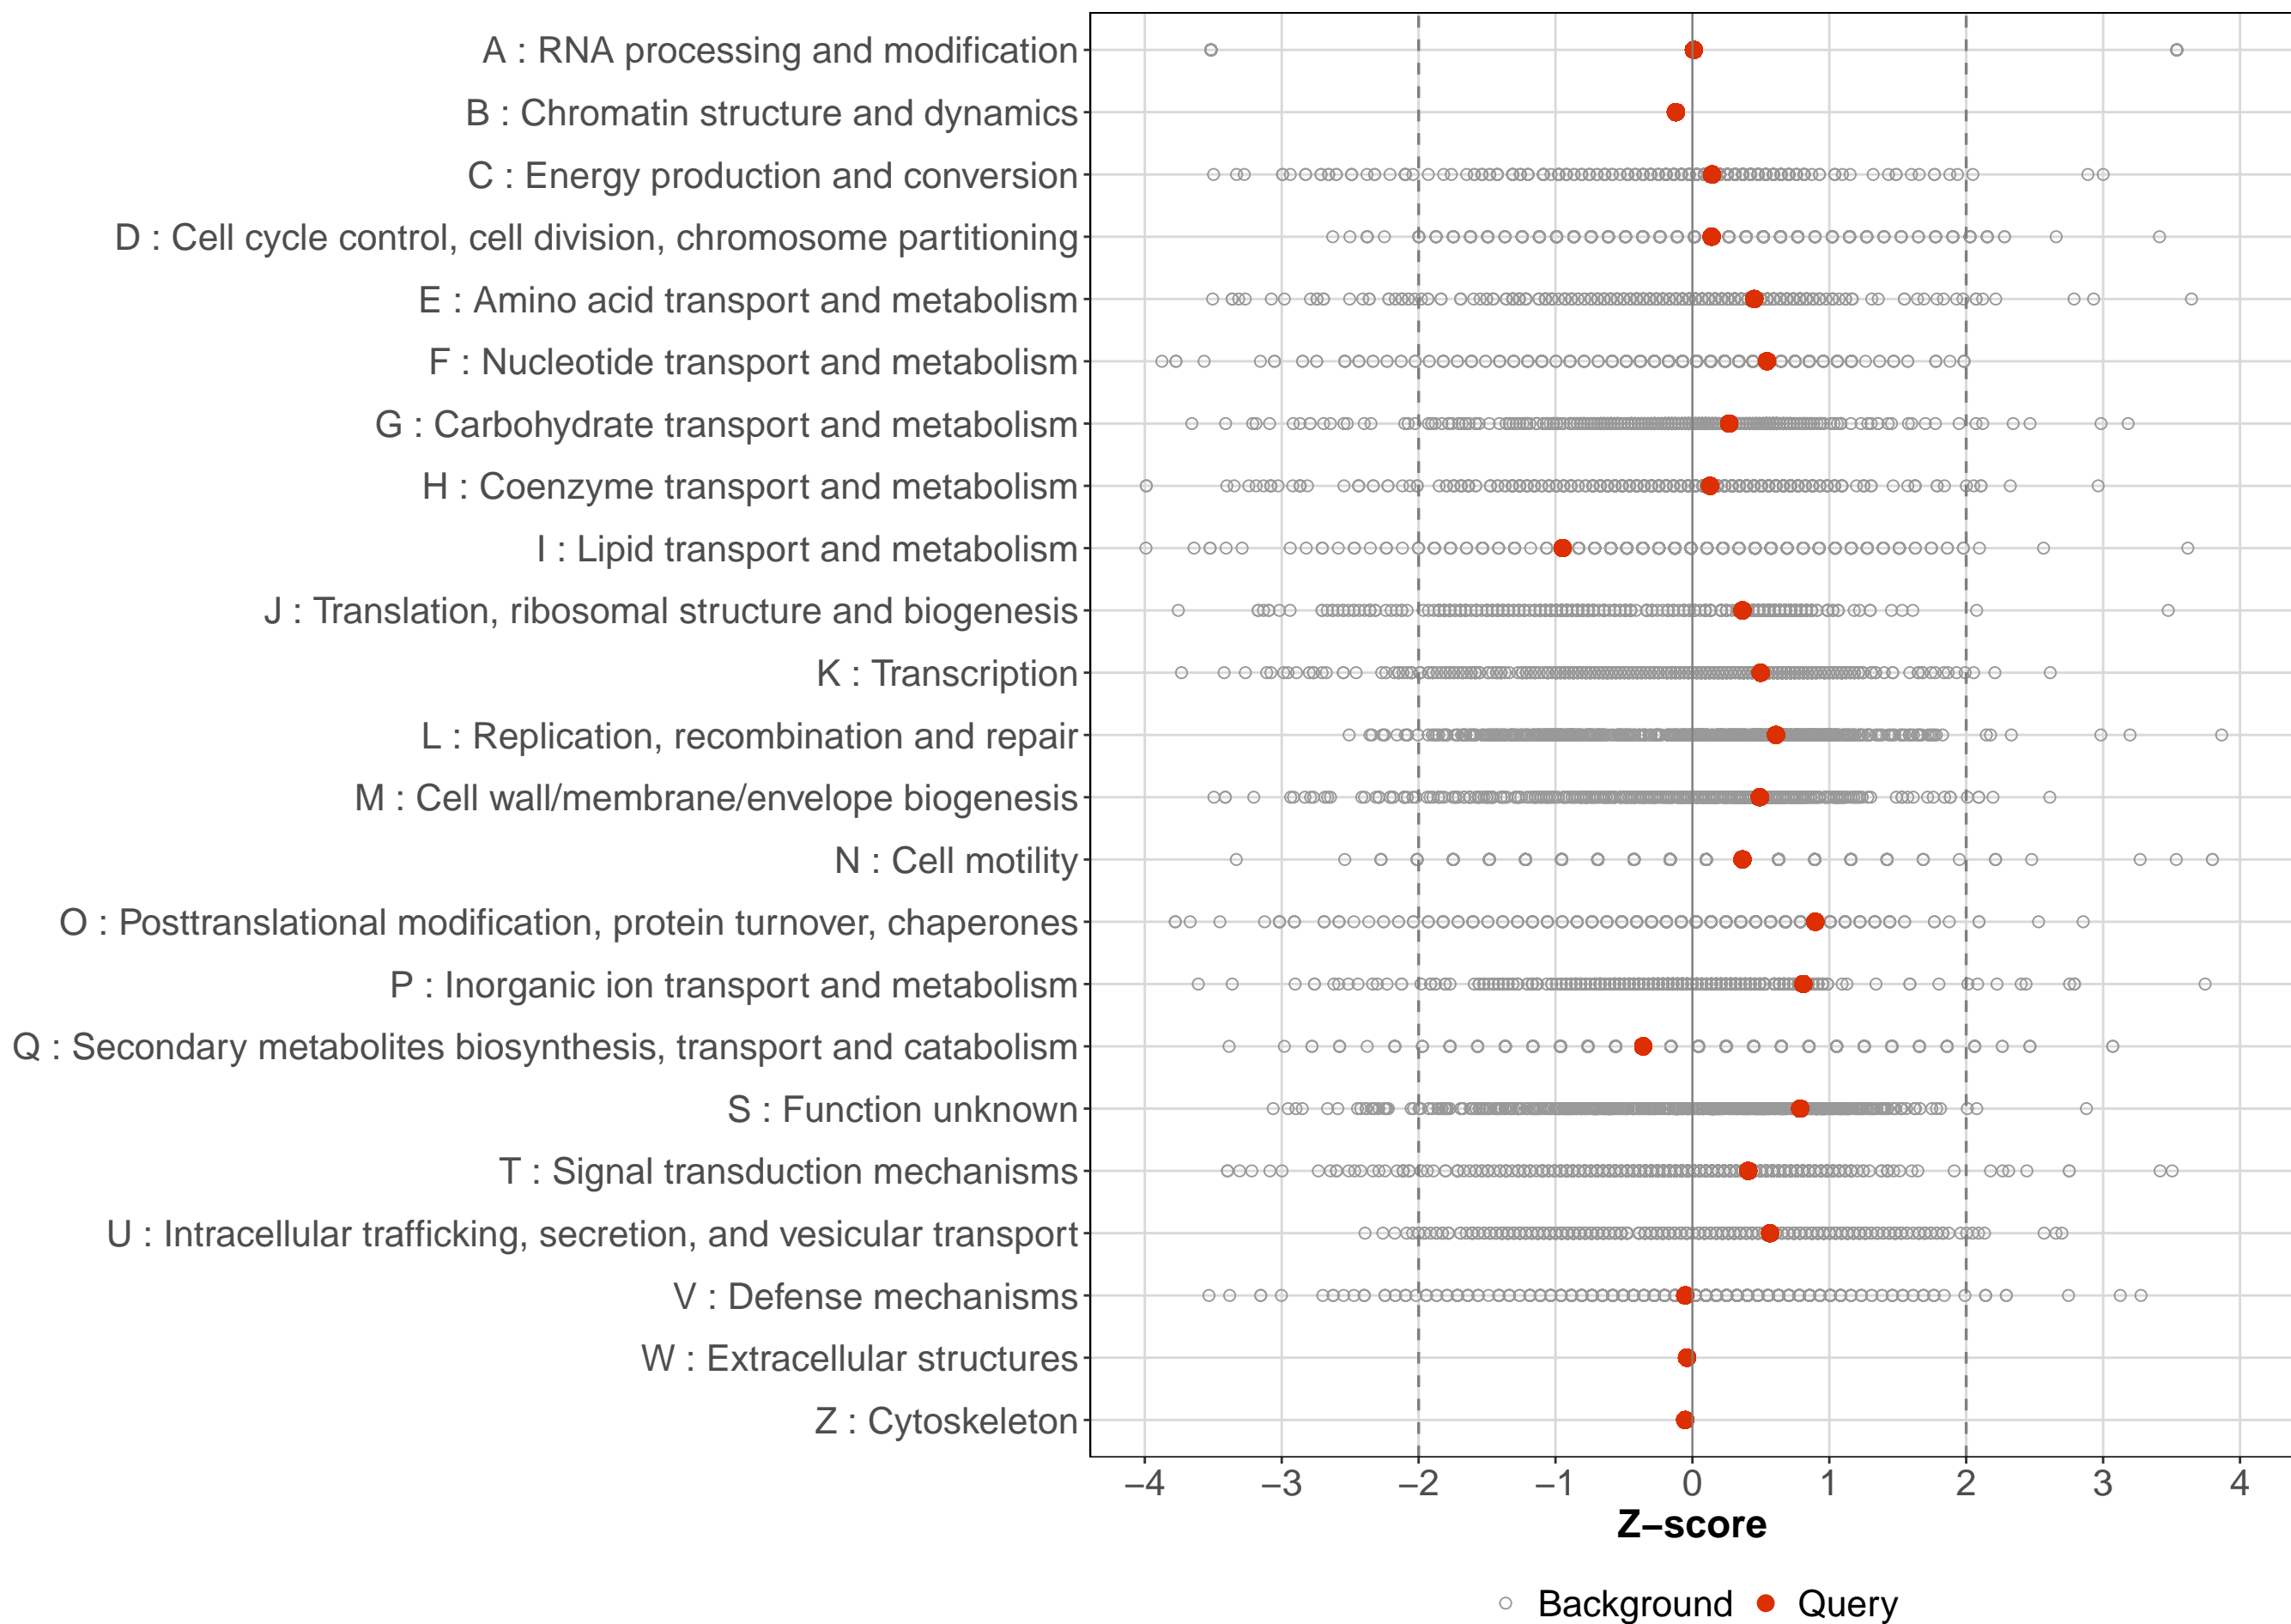 A : RNA processing and modification
B : Chromatin structure and dynamics
C : Energy production and conversion
D : Cell cycle control, cell division, chromosome partitioning
E : Amino acid transport and metabolism
F : Nucleotide transport and metabolism
G : Carbohydrate transport and metabolism
H : Coenzyme transport and metabolism
I : Lipid transport and metabolism
J : Translation, ribosomal structure and biogenesis
K : Transcription
L : Replication, recombination and repair
M : Cell wall/membrane/envelope biogenesis
N : Cell motility
O : Posttranslational modification, protein turnover, chaperones
P : Inorganic ion transport and metabolism
Q : Secondary metabolites biosynthesis, transport and catabolism
S : Function unknown
T : Signal transduction mechanisms
U : Intracellular trafficking, secretion, and vesicular transport
V : Defense mechanisms
W : Extracellular structures
Z : Cytoskeleton
−4 −3 −2 −1 0 1 2 3 4
Z−score
Background Query